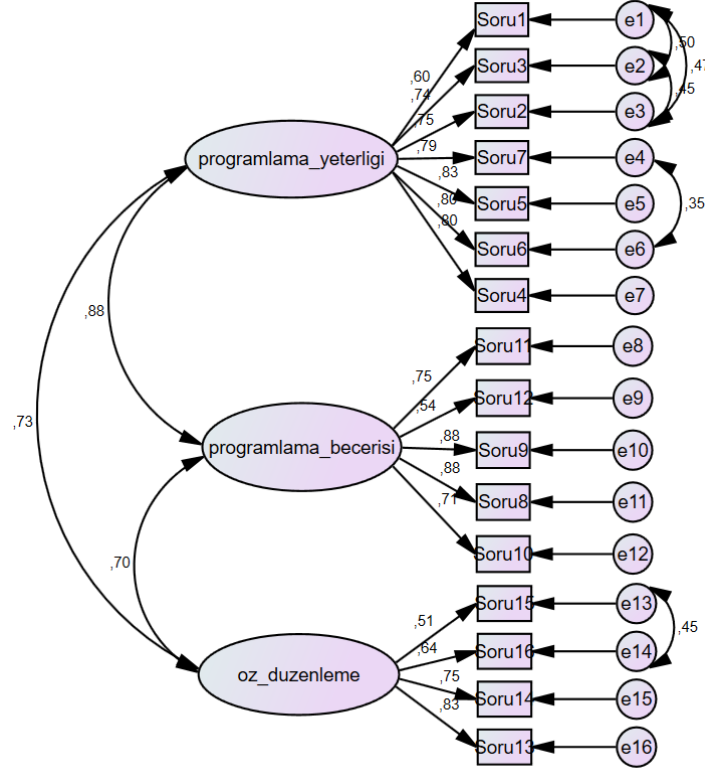 Soru1
e1
,60
,50
Soru3
e2
,47
,74
,45
Soru2
e3
,75
programlama_yeterligi
Soru7
e4
,79
,83
Soru5
e5
,35
,80
Soru6
e6
,80
Soru4
e7
,88
Soru11
e8
,75
Soru12
e9
,54
,73
programlama_becerisi
,88
Soru9
e10
,88
Soru8
e11
,71
Soru10
e12
,70
Soru15
e13
,51
,45
Soru16
e14
,64
oz_duzenleme
,75
Soru14
e15
,83
Soru13
e16